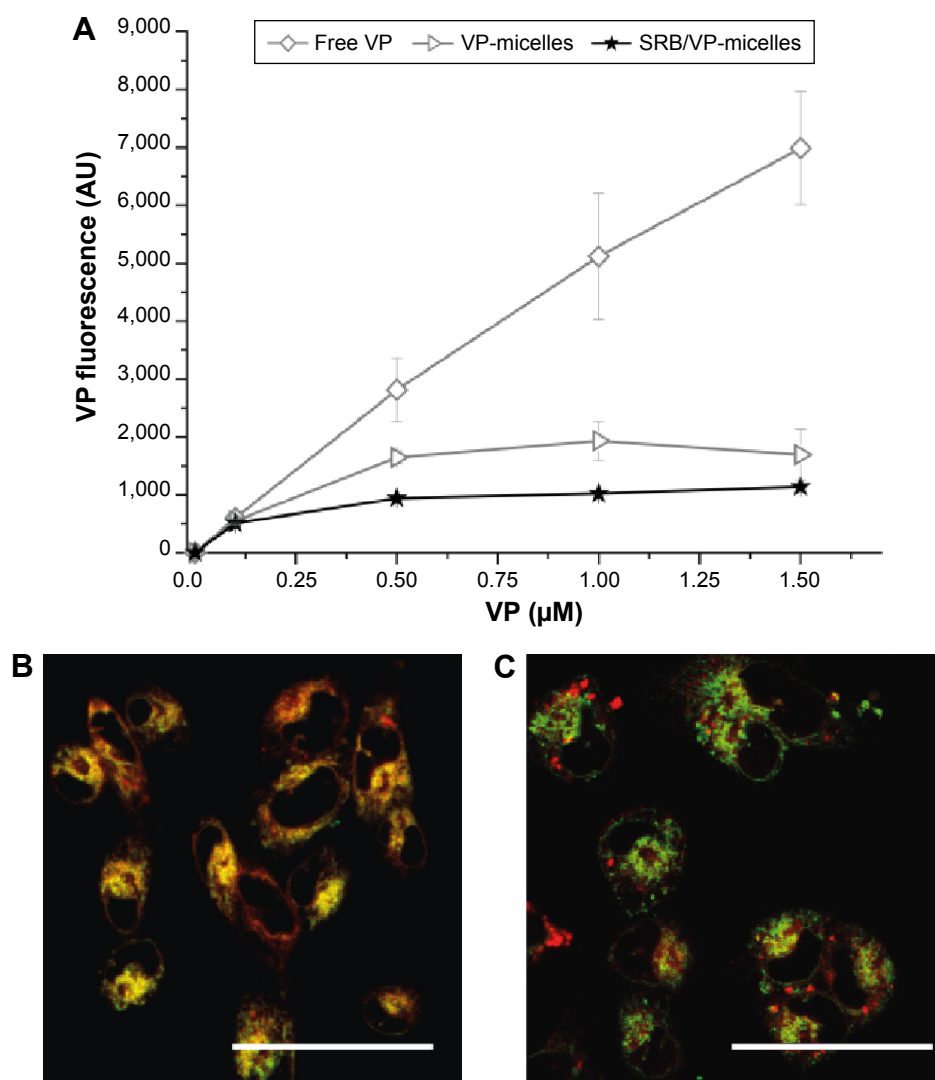 A
9,000
8,000
7,000
6,000
5,000
4,000
3,000
2,000
1,000
0
VP fluorescence (AU)
Free VP VP-micelles SRB/VP-micelles
0.0 0.25 0.50 0.75 1.00 1.25 1.50
VP (µM)
B
C